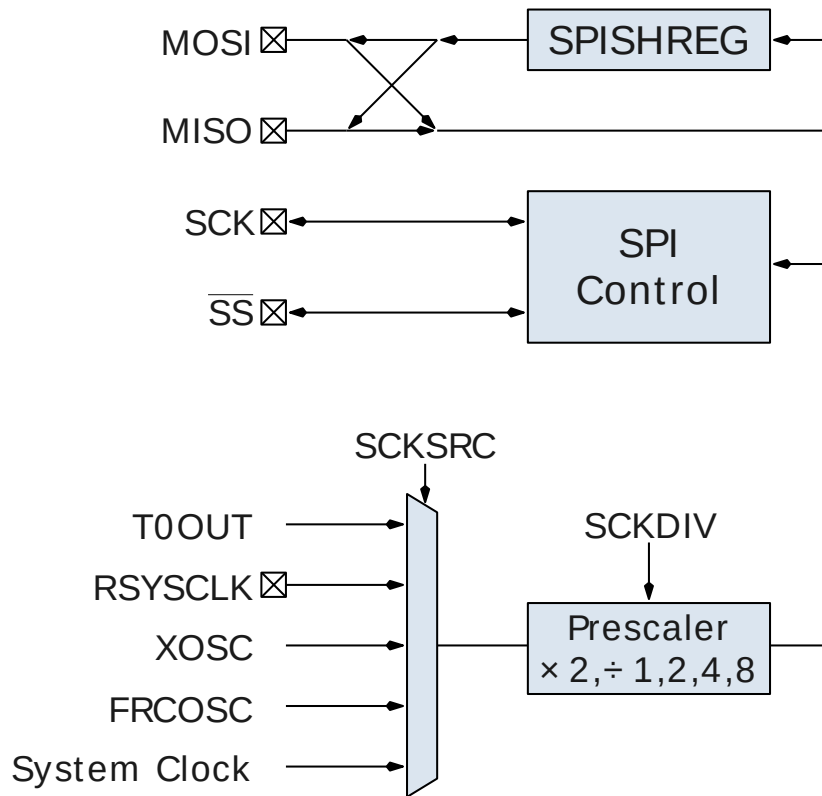 MOSI
SPISHREG
MISO
SCK
SPI
Control
SS
SCKSRC
T0OUT
SCKDIV
RSYSCLK
Prescaler
× 2,÷ 1,2,4,8
XOSC
FRCOSC
System Clock